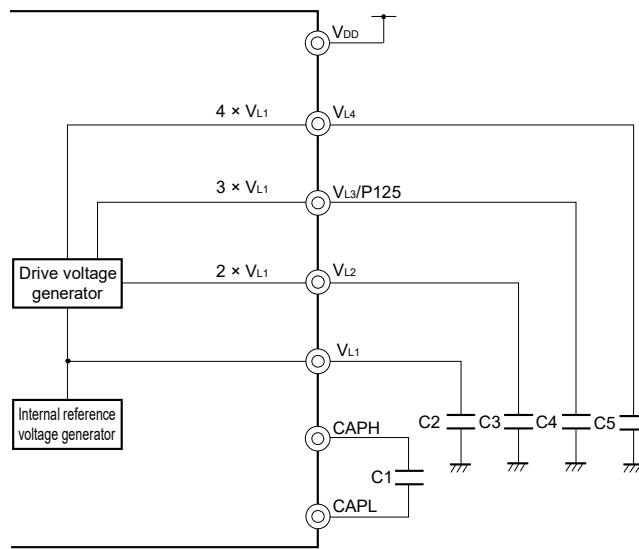 VDD
4 × VL1
VL4
3 × VL1
VL3/P125
Drive voltage
generator
2 × VL1
VL2
VL1
Internal reference
voltage generator
CAPH
C2
C3
C4
C5
C1
CAPL